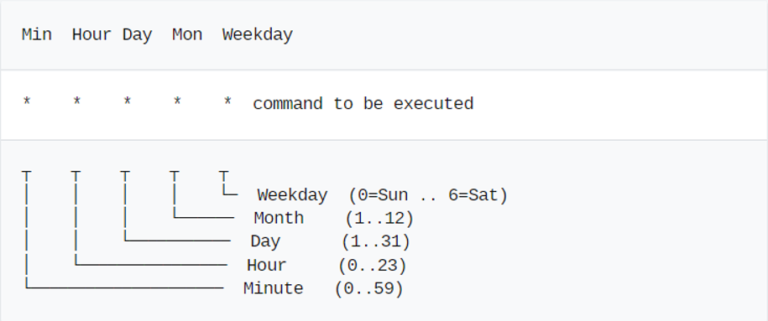 Min Hour Day Mon Weekday
* * * * * command to be executed
Weekday (0=Sun .. 6=Sat)
Month (1..12)
Day (1..31)
Hour (0..23)
Minute (0..59)